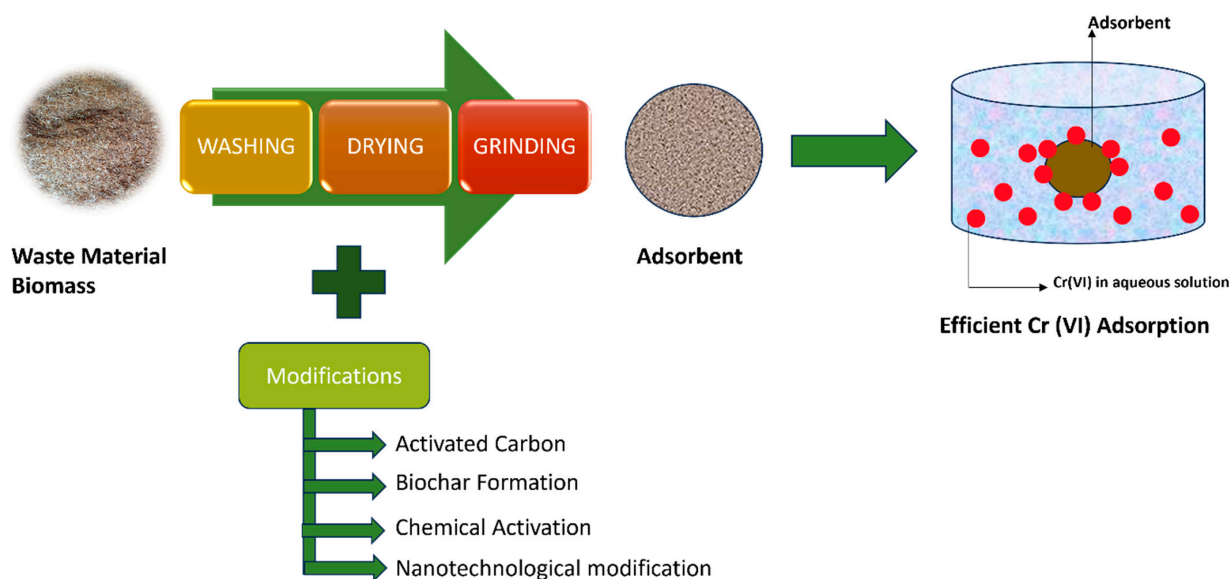 Adsorbent
WASHING
DRYING
GRINDING
Waste Material
Biomass
Adsorbent
Cr(VI) in aqueous solution
Efficient Cr (VI) Adsorption
Modifications
Activated Carbon
Biochar Formation
Chemical Activation
Nanotechnological modification